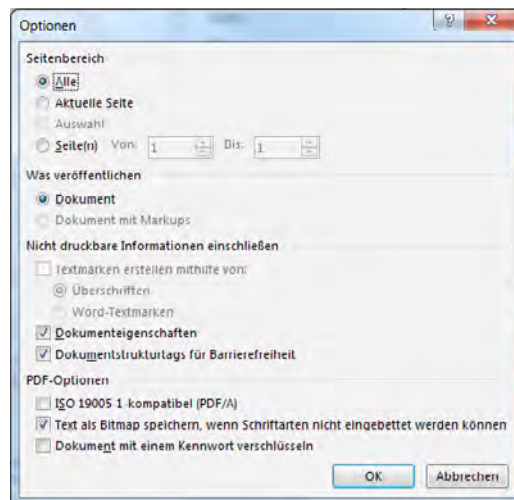 Optionen
Seitenbereich
Alle
Aktuelle Seite
Auswahl
Seite(n) Von: 1 Bis: 1
Was veröffentlichen
Dokument
Dokument mit Markups
Nicht druckbare Informationen einschließen
Textmarken erstellen mithilfe von:
Überschriften
Word-Textmarken
Dokumenteigenschaften
Dokumentstrukturtags für Barrierefreiheit
PDF-Optionen
ISO 19005-1-kompatibel (PDF/A)
Text als Bitmap speichern, wenn Schriftarten nicht eingebettet werden können
Dokument mit einem Kennwort verschlüsseln
OK Abbrechen